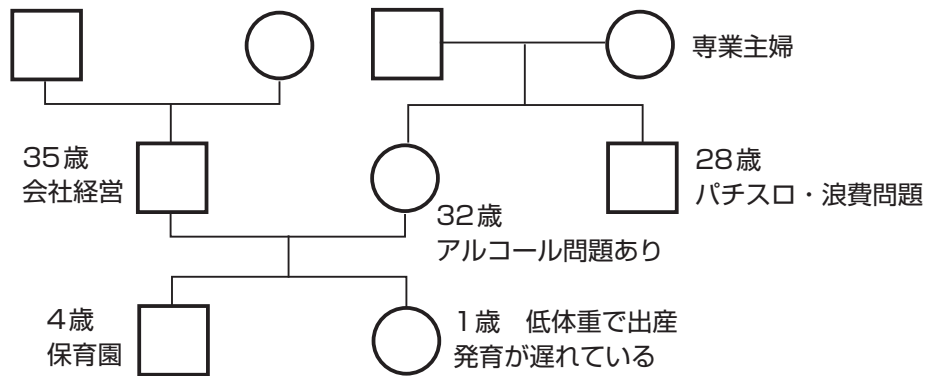 専業主婦
35歳
会社経営
28歳
パチスロ・浪費問題
32歳
アルコール問題あり
4歳
保育園
1歳　低体重で出産
発育が遅れている